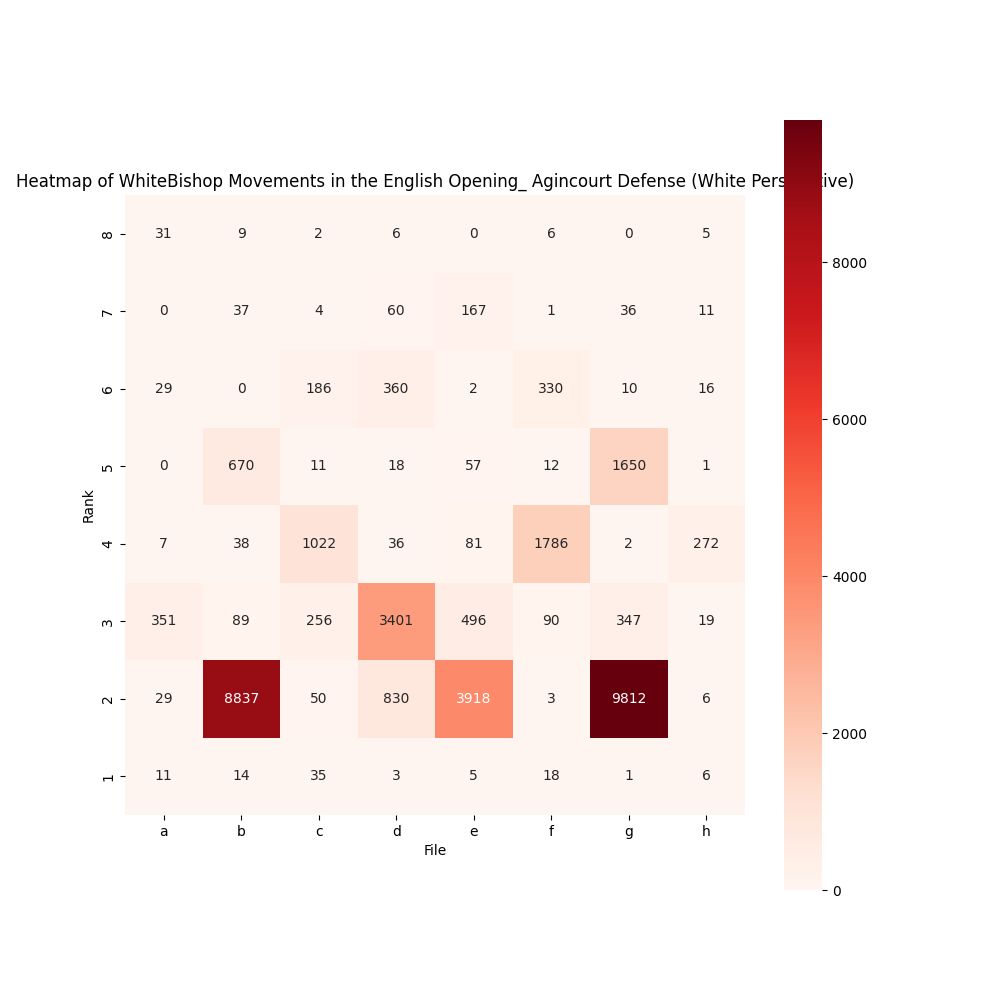 Heatmap of WhiteBishop Movements in the English Opening_ Agincourt Defense (White Perspective)
8 31 9 2 6 0 6 0 5
8000
7 0 37 4 60 167 1 36 11
6 29 0 186 360 2 330 10 16
6000
5 0 670 11 18 57 12 1650 1
Rank
4 7 38 1022 36 81 1786 2 272
4000
3 351 89 256 3401 496 90 347 19
2 29 8837 50 830 3918 3 9812 6
2000
1 11 14 35 3 5 18 1 6
a b c d e f g h
File
0